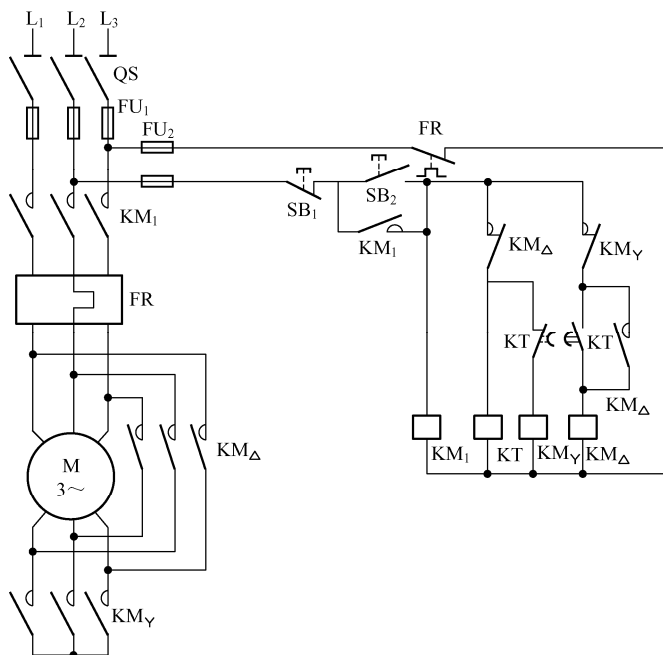 L₁ L₂ L₃
QS
FU₁
FU₂
FR
SB₁
SB₂
KM₁
KM₁
KM△
KMY
FR
KT
KT
KM△
KM△
M
3～
KM₁
KT
KMY
KM△
KMY